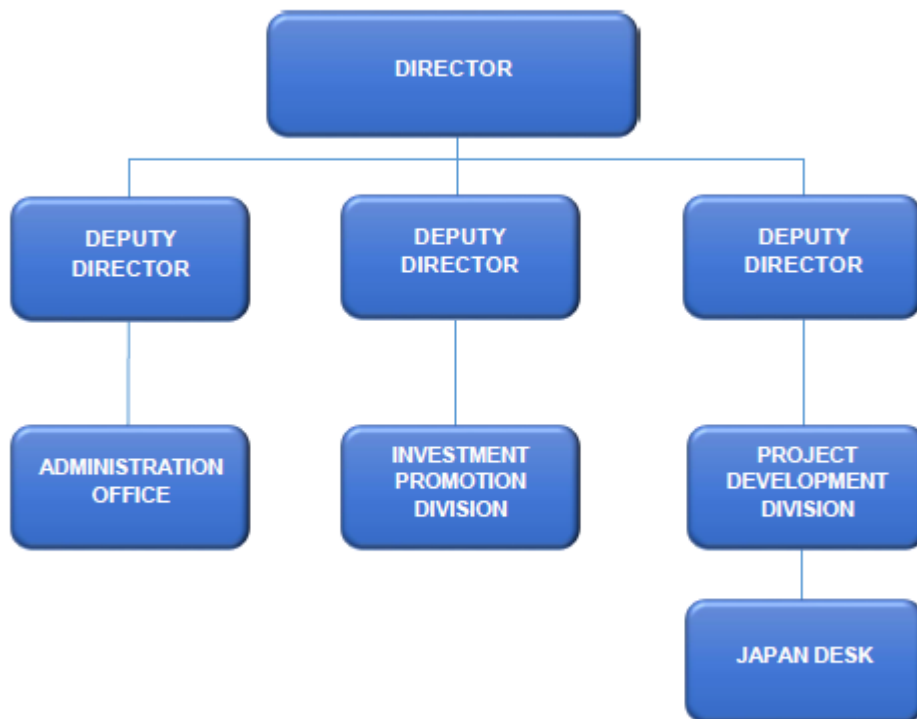 DIRECTOR
DEPUTY
DIRECTOR
DEPUTY
DIRECTOR
DEPUTY
DIRECTOR
ADMINISTRATION
OFFICE
INVESTMENT
PROMOTION
DIVISION
PROJECT
DEVELOPMENT
DIVISION
JAPAN DESK